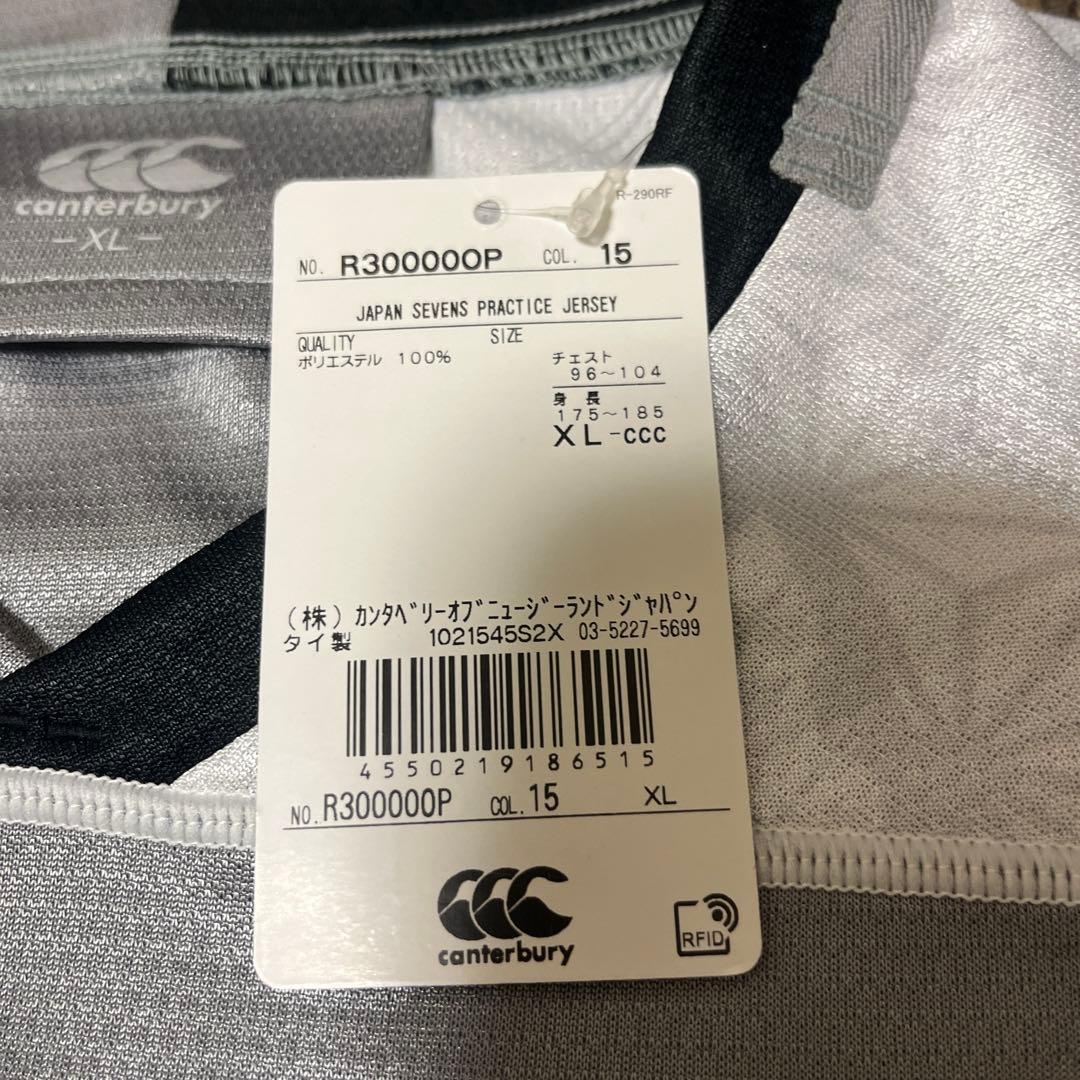 canterbury
-XL-
R-290RF
NO. R300000P COL. 15
JAPAN SEVENS PRACTICE JERSEY
QUALITY SIZE
ポリエステル 100%
チェスト
96～104
身 長
175～185
XL-CCC
(株) カンタベリーオブニュージーランドジャパン
タイ製 1021545S2X 03-5227-5699
4550219186515
NO. R300000P COL. 15 XL
canterbury
RFID